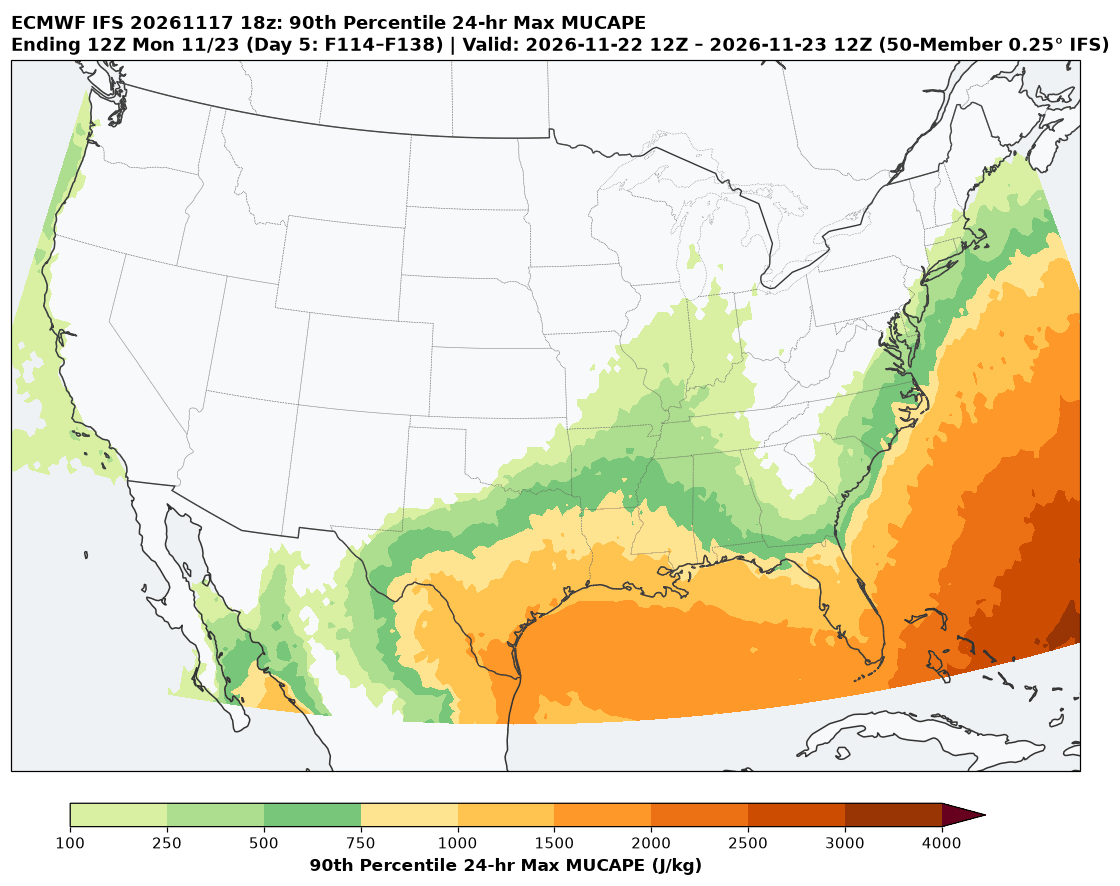 ECMWF IFS 20261117 18z: 90th Percentile 24-hr Max MUCAPE
Ending 12Z Mon 11/23 (Day 5: F114–F138) | Valid: 2026-11-22 12Z – 2026-11-23 12Z (50-Member 0.25° IFS)
100 250 500 750 1000 1500 2000 2500 3000 4000
90th Percentile 24-hr Max MUCAPE (J/kg)